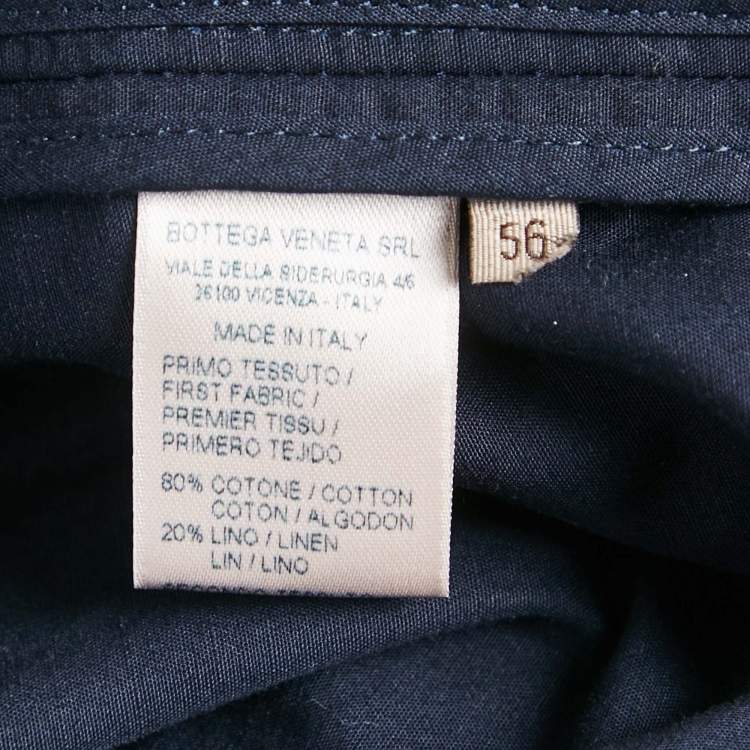 BOTTEGA VENETA SRL
VIALE DELLA SIDERURGIA 4/6
36100 VICENZA - ITALY
MADE IN ITALY
PRIMO TESSUTO /
FIRST FABRIC /
PREMIER TISSU /
PRIMERO TEJIDO
80% COTONE / COTTON
COTON / ALGODON
20% LINO / LINEN
LIN / LINO
56